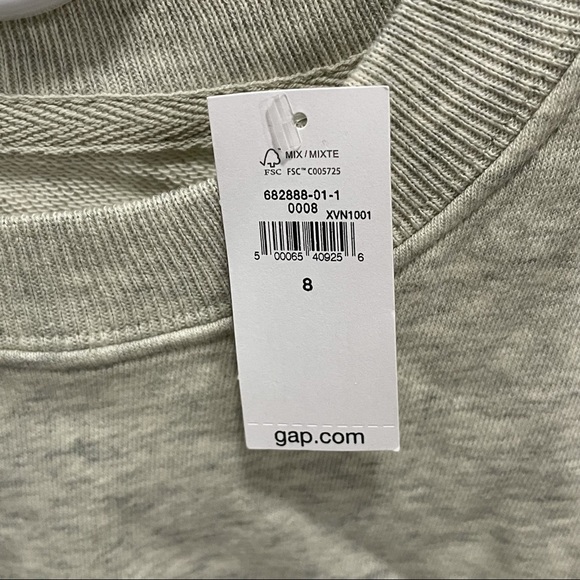 MIX / MIXTE
FSC FSC™ C005725
682888-01-1
0008 XVN1001
5 00065 40925 6
8
gap.com